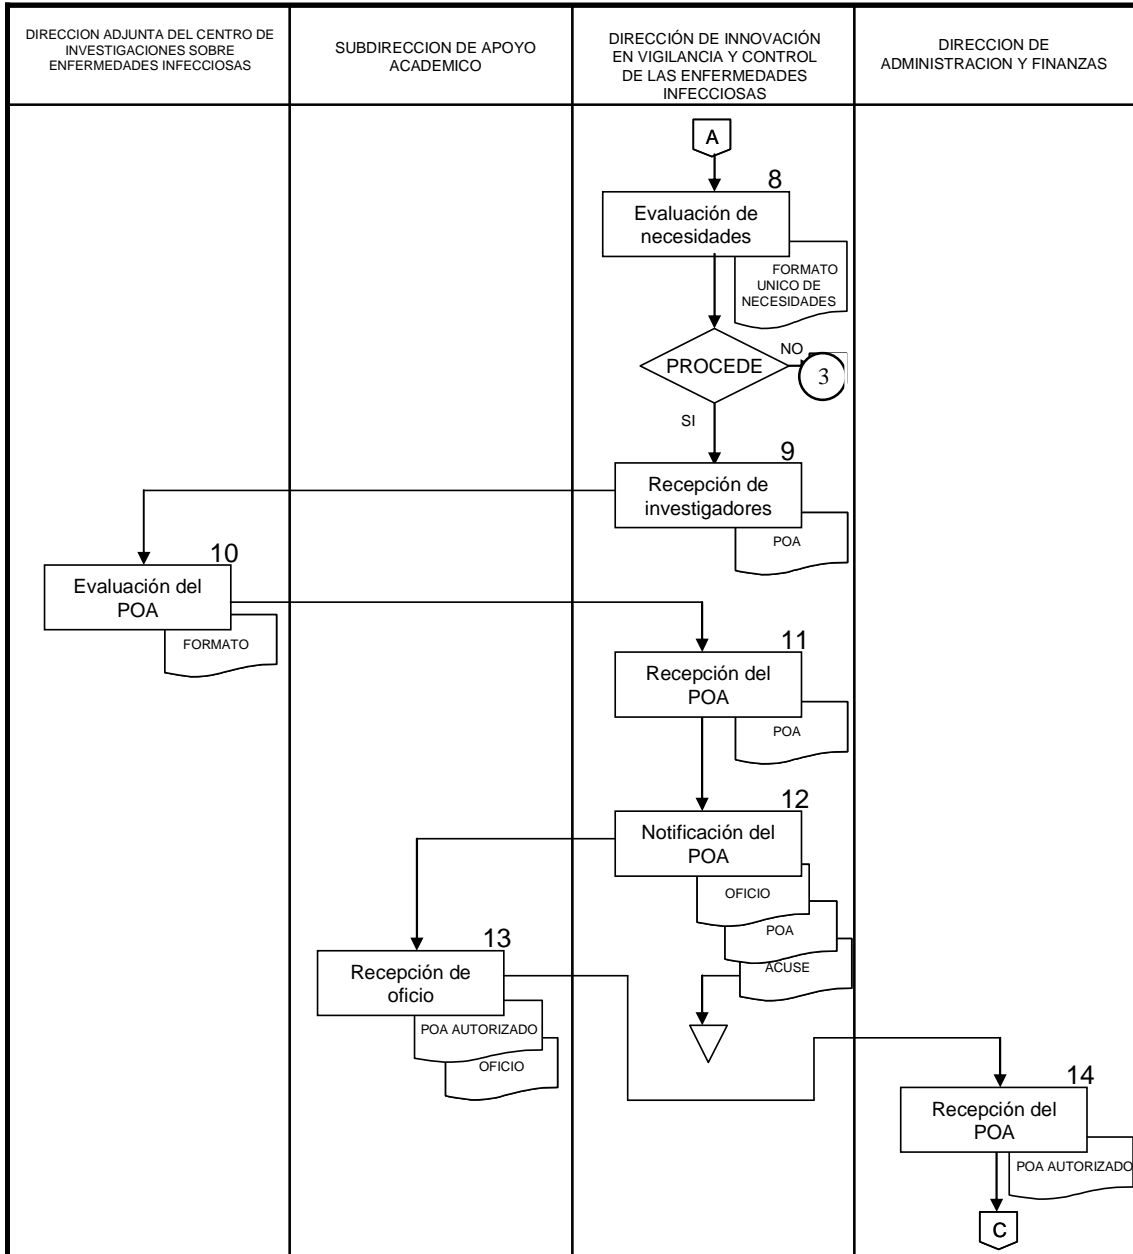 DIRECCION ADJUNTA DEL CENTRO DE
INVESTIGACIONES SOBRE
ENFERMEDADES INFECCIOSAS
SUBDIRECCION DE APOYO
ACADEMICO
DIRECCIÓN DE INNOVACIÓN
EN VIGILANCIA Y CONTROL
DE LAS ENFERMEDADES
INFECCIOSAS
DIRECCION DE
ADMINISTRACION Y FINANZAS
A
8
Evaluación de
necesidades
FORMATO
UNICO DE
NECESIDADES
PROCEDE
NO
3
SI
9
Recepción de
investigadores
POA
10
Evaluación del
POA
FORMATO
11
Recepción del
POA
POA
12
Notificación del
POA
OFICIO
POA
ACUSE
13
Recepción de
oficio
POA AUTORIZADO
OFICIO
14
Recepción del
POA
POA AUTORIZADO
C